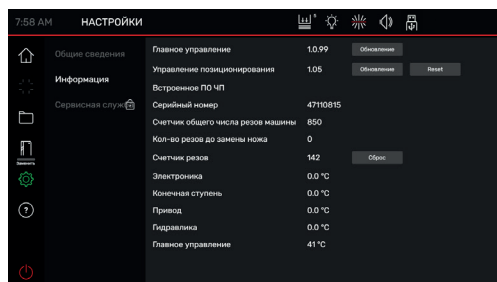 7:58 AM НАСТРОЙКИ
Общие сведения
Информация
Сервисная служ
Заменить
Главное управление 1.0.99 Обновление
Управление позиционирования 1.05 Обновление Reset
Встроенное ПО ЧП
Серийный номер 47110815
Счетчик общего числа резов машины 850
Кол-во резов до замены ножа 0
Счетчик резов 142 Сброс
Электроника 0.0 °C
Конечная ступень 0.0 °C
Привод 0.0 °C
Гидравлика 0.0 °C
Главное управление 41 °C